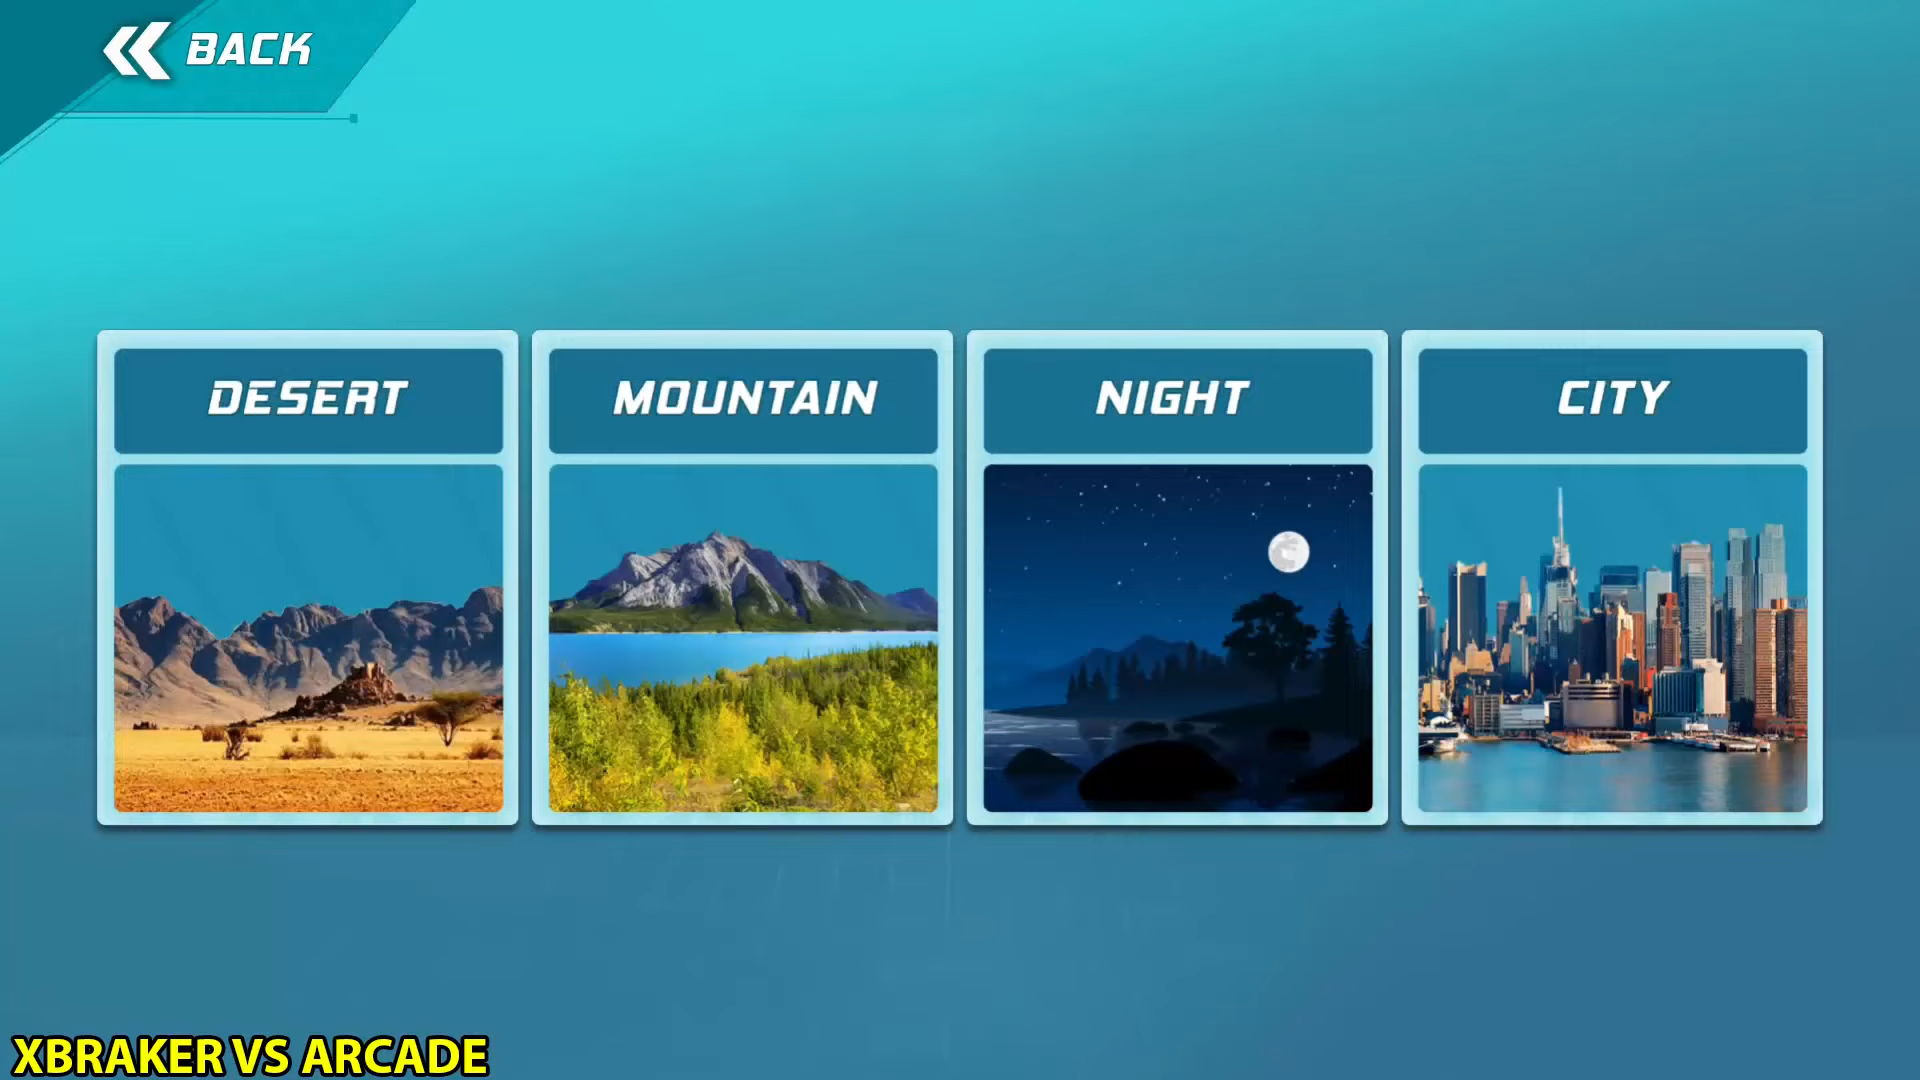 BACK
DESERT
MOUNTAIN
NIGHT
CITY
XBRAKER VS ARCADE